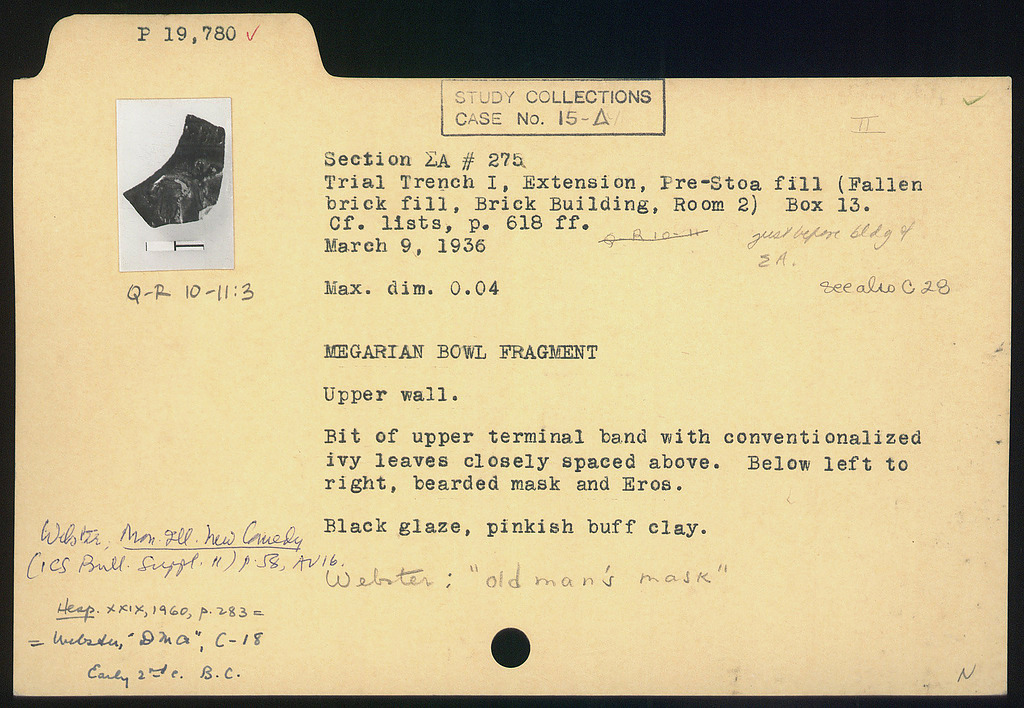 P 19,780 ✓
STUDY COLLECTIONS
CASE No. 15-Δ
II
Section ΣA # 275
Trial Trench I, Extension, Pre-Stoa fill (Fallen
brick fill, Brick Building, Room 2) Box 13.
Cf. lists, p. 618 ff.
March 9, 1936
Q R 10-11
just before bldg of
ΣA.
Q-R 10-11:3
Max. dim. 0.04
see also C 28
MEGARIAN BOWL FRAGMENT
Upper wall.
Bit of upper terminal band with conventionalized
ivy leaves closely spaced above. Below left to
right, bearded mask and Eros.
Black glaze, pinkish buff clay.
Webster: "old man's mask"
Webster, Mon. Ill. New Comedy
(ICS Bull. Suppl. 11) p. 58, AV16.
Hesp. XXIX, 1960, p. 283 =
= Webster, "DMA", C-18
Early 2nd c. B.C.
N